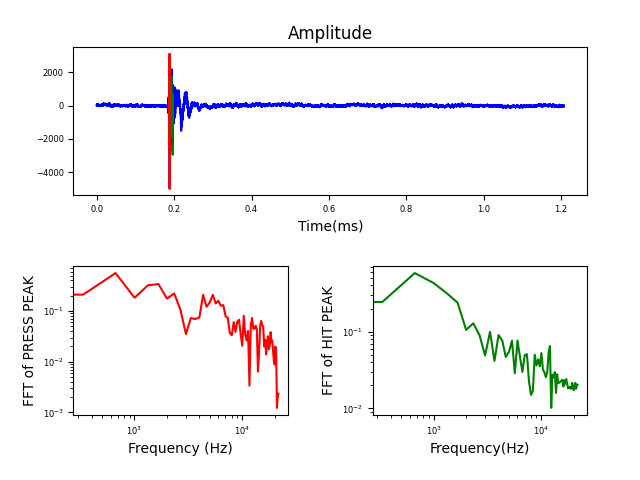 Amplitude
2000
0
−2000
−4000
0.0 0.2 0.4 0.6 0.8 1.0 1.2
Time(ms)
FFT of PRESS PEAK
10⁻¹
10⁻²
10⁻³
10³ 10⁴
Frequency (Hz)
FFT of HIT PEAK
10⁻¹
10⁻²
10³ 10⁴
Frequency(Hz)